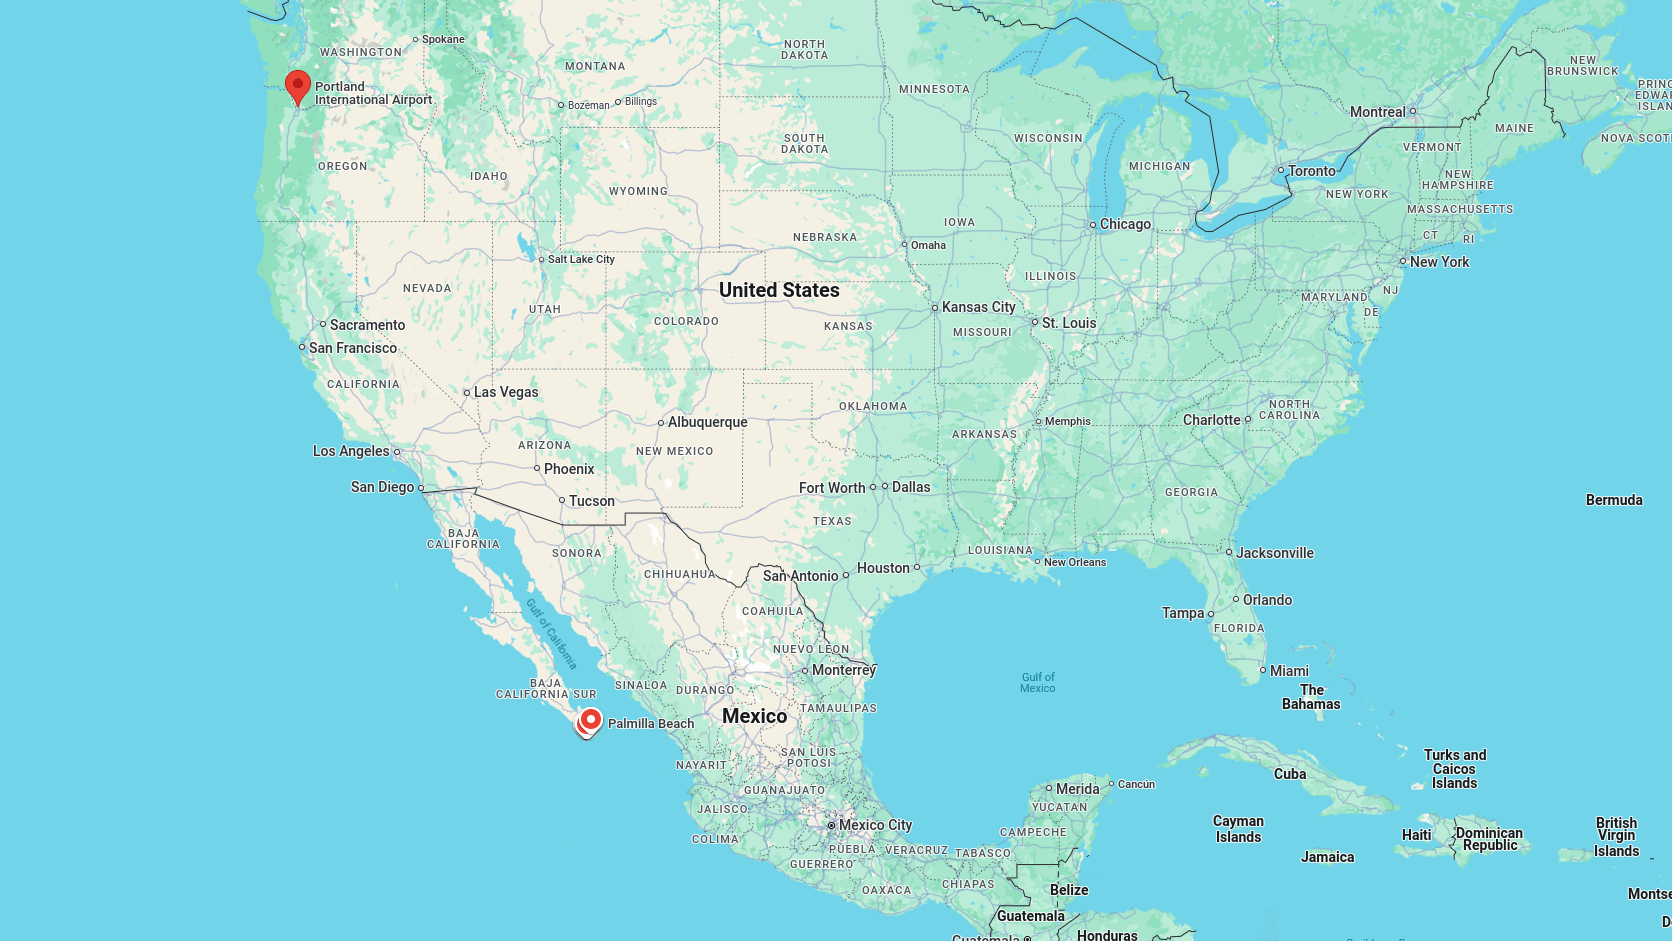 Spokane
WASHINGTON
NORTH
DAKOTA
MONTANA
MINNESOTA
NEW
BRUNSWICK
Portland
International Airport
Bozeman
Billings
Montreal
MAINE
SOUTH
DAKOTA
WISCONSIN
NOVA SCOT
VERMONT
OREGON
IDAHO
WYOMING
MICHIGAN
Toronto
NEW
HAMPSHIRE
NEW YORK
MASSACHUSETTS
IOWA
Chicago
NEBRASKA
Omaha
CT
RI
Salt Lake City
New York
NEVADA
UTAH
United States
ILLINOIS
MARYLAND
NJ
DE
COLORADO
KANSAS
Kansas City
MISSOURI
St. Louis
Sacramento
San Francisco
CALIFORNIA
Las Vegas
OKLAHOMA
NORTH
CAROLINA
Charlotte
Albuquerque
Memphis
ARKANSAS
Los Angeles
ARIZONA
NEW MEXICO
Phoenix
San Diego
Tucson
Fort Worth
Dallas
GEORGIA
Bermuda
TEXAS
BAJA
CALIFORNIA
SONORA
CHIHUAHUA
LOUISIANA
New Orleans
Jacksonville
San Antonio
Houston
Gulf of California
COAHUILA
Orlando
Tampa
FLORIDA
NUEVO LEON
Monterrey
Miami
Gulf of
Mexico
The
Bahamas
BAJA
CALIFORNIA SUR
SINALOA
DURANGO
TAMAULIPAS
Palmilla Beach
Mexico
SAN LUIS
POTOSI
NAYARIT
GUANAJUATO
Cuba
Turks and
Caicos
Islands
Merida
Cancún
YUCATAN
JALISCO
COLIMA
Mexico City
CAMPECHE
Cayman
Islands
Haiti
Dominican
Republic
British
Virgin
Islands
PUEBLA
VERACRUZ
TABASCO
Jamaica
GUERRERO
OAXACA
CHIAPAS
Belize
Montse
Guatemala
Honduras
Guatemala